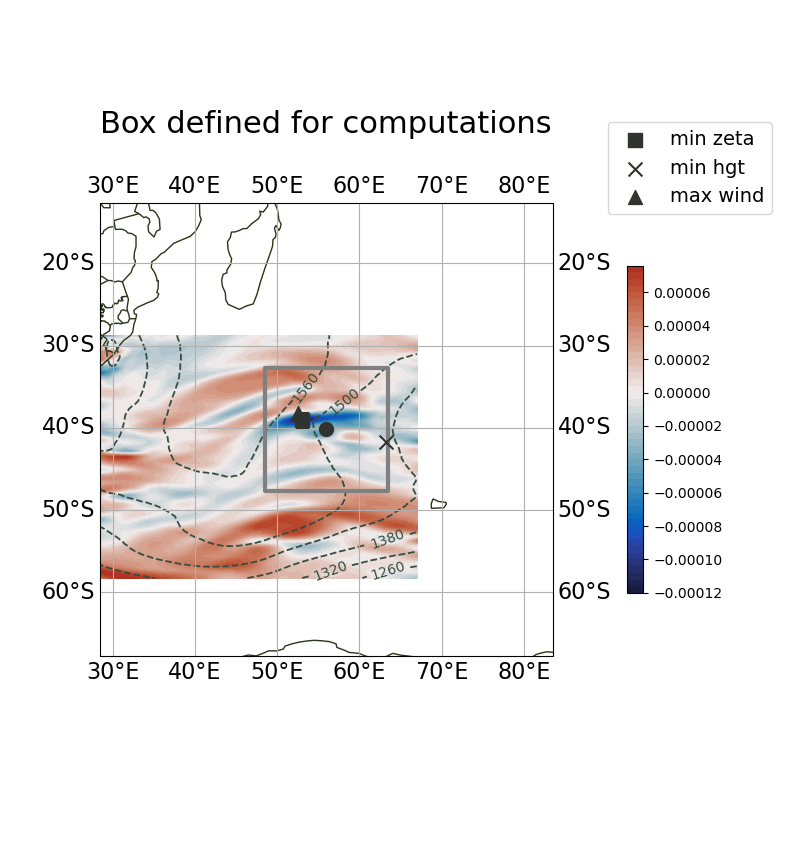 Box defined for computations
min zeta
min hgt
max wind
30°E 40°E 50°E 60°E 70°E 80°E
20°S 20°S
30°S 30°S
40°S 40°S
50°S 50°S
60°S 60°S
1560
1500
1380
1320
1260
30°E 40°E 50°E 60°E 70°E 80°E
0.00006
0.00004
0.00002
0.00000
−0.00002
−0.00004
−0.00006
−0.00008
−0.00010
−0.00012